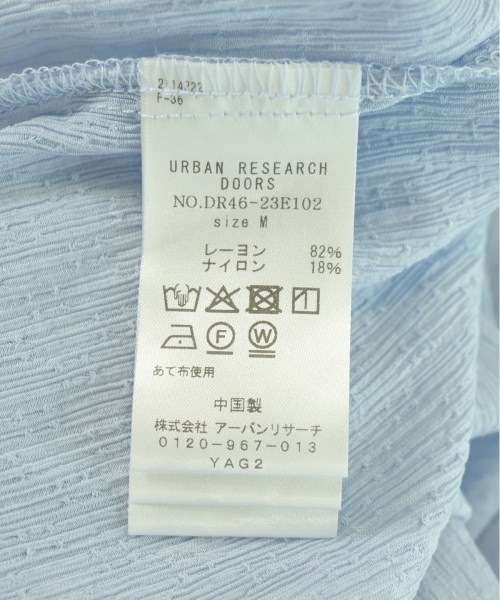 F-36
URBAN RESEARCH
DOORS
NO.DR46-23E102
size M
レーヨン 82%
ナイロン 18%
F W
あて布使用
中国製
株式会社 アーバンリサーチ
0120-967-013
YAG2